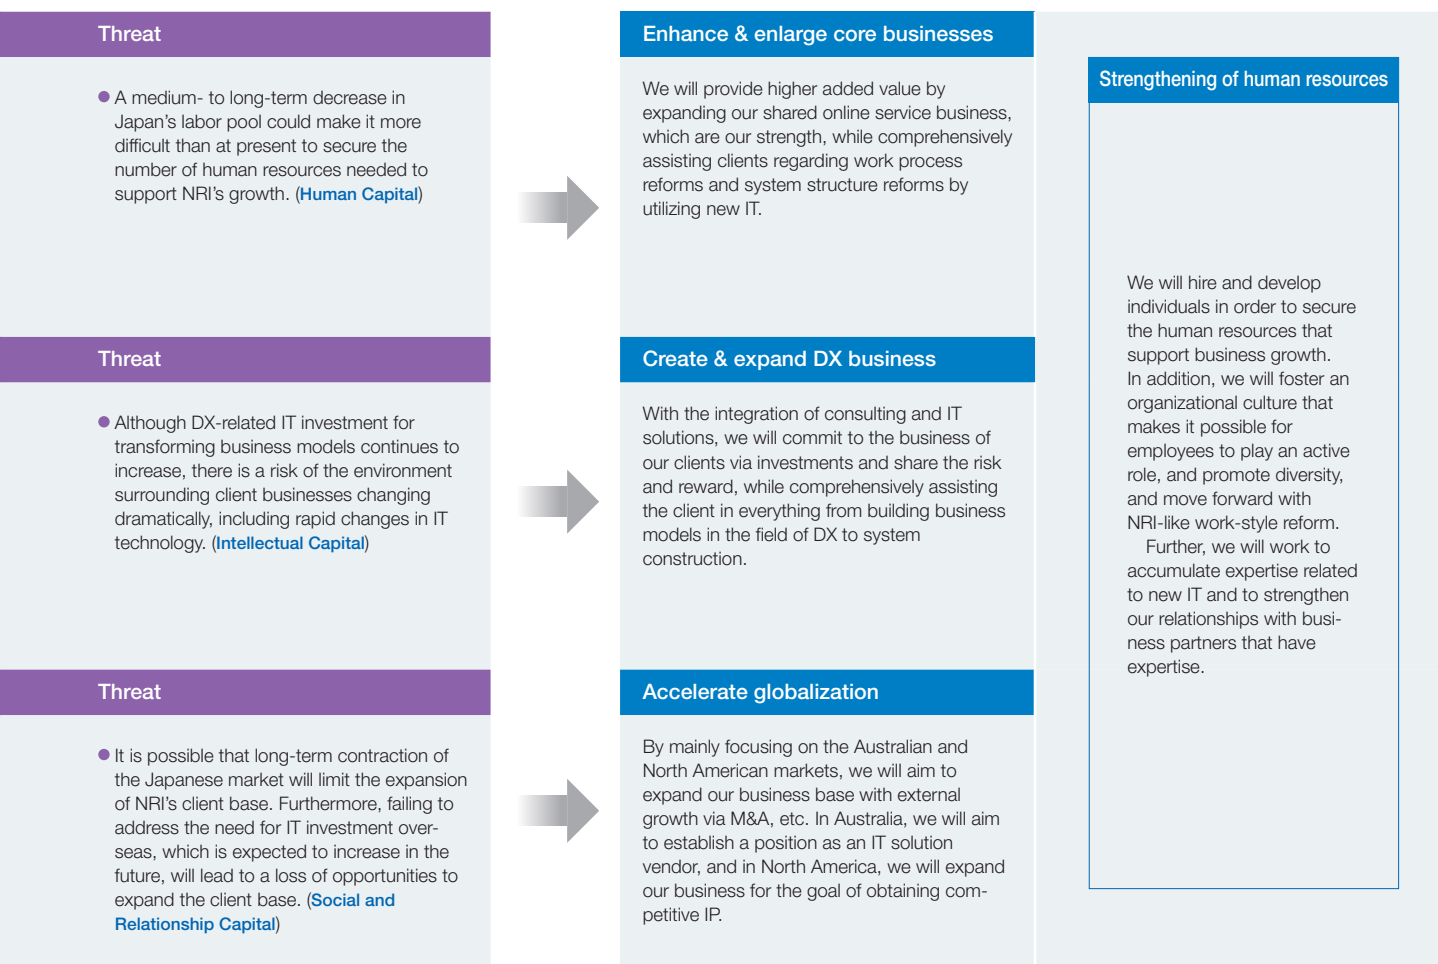 Threat
● A medium- to long-term decrease in
Japan’s labor pool could make it more
difficult than at present to secure the
number of human resources needed to
support NRI’s growth. (Human Capital)
Enhance & enlarge core businesses
We will provide higher added value by
expanding our shared online service business,
which are our strength, while comprehensively
assisting clients regarding work process
reforms and system structure reforms by
utilizing new IT.
Threat
● Although DX-related IT investment for
transforming business models continues to
increase, there is a risk of the environment
surrounding client businesses changing
dramatically, including rapid changes in IT
technology. (Intellectual Capital)
Create & expand DX business
With the integration of consulting and IT
solutions, we will commit to the business of
our clients via investments and share the risk
and reward, while comprehensively assisting
the client in everything from building business
models in the field of DX to system
construction.
Threat
● It is possible that long-term contraction of
the Japanese market will limit the expansion
of NRI’s client base. Furthermore, failing to
address the need for IT investment over-
seas, which is expected to increase in the
future, will lead to a loss of opportunities to
expand the client base. (Social and
Relationship Capital)
Accelerate globalization
By mainly focusing on the Australian and
North American markets, we will aim to
expand our business base with external
growth via M&A, etc. In Australia, we will aim
to establish a position as an IT solution
vendor, and in North America, we will expand
our business for the goal of obtaining com-
petitive IP.
Strengthening of human resources
We will hire and develop
individuals in order to secure
the human resources that
support business growth.
In addition, we will foster an
organizational culture that
makes it possible for
employees to play an active
role, and promote diversity,
and move forward with
NRI-like work-style reform.
Further, we will work to
accumulate expertise related
to new IT and to strengthen
our relationships with busi-
ness partners that have
expertise.